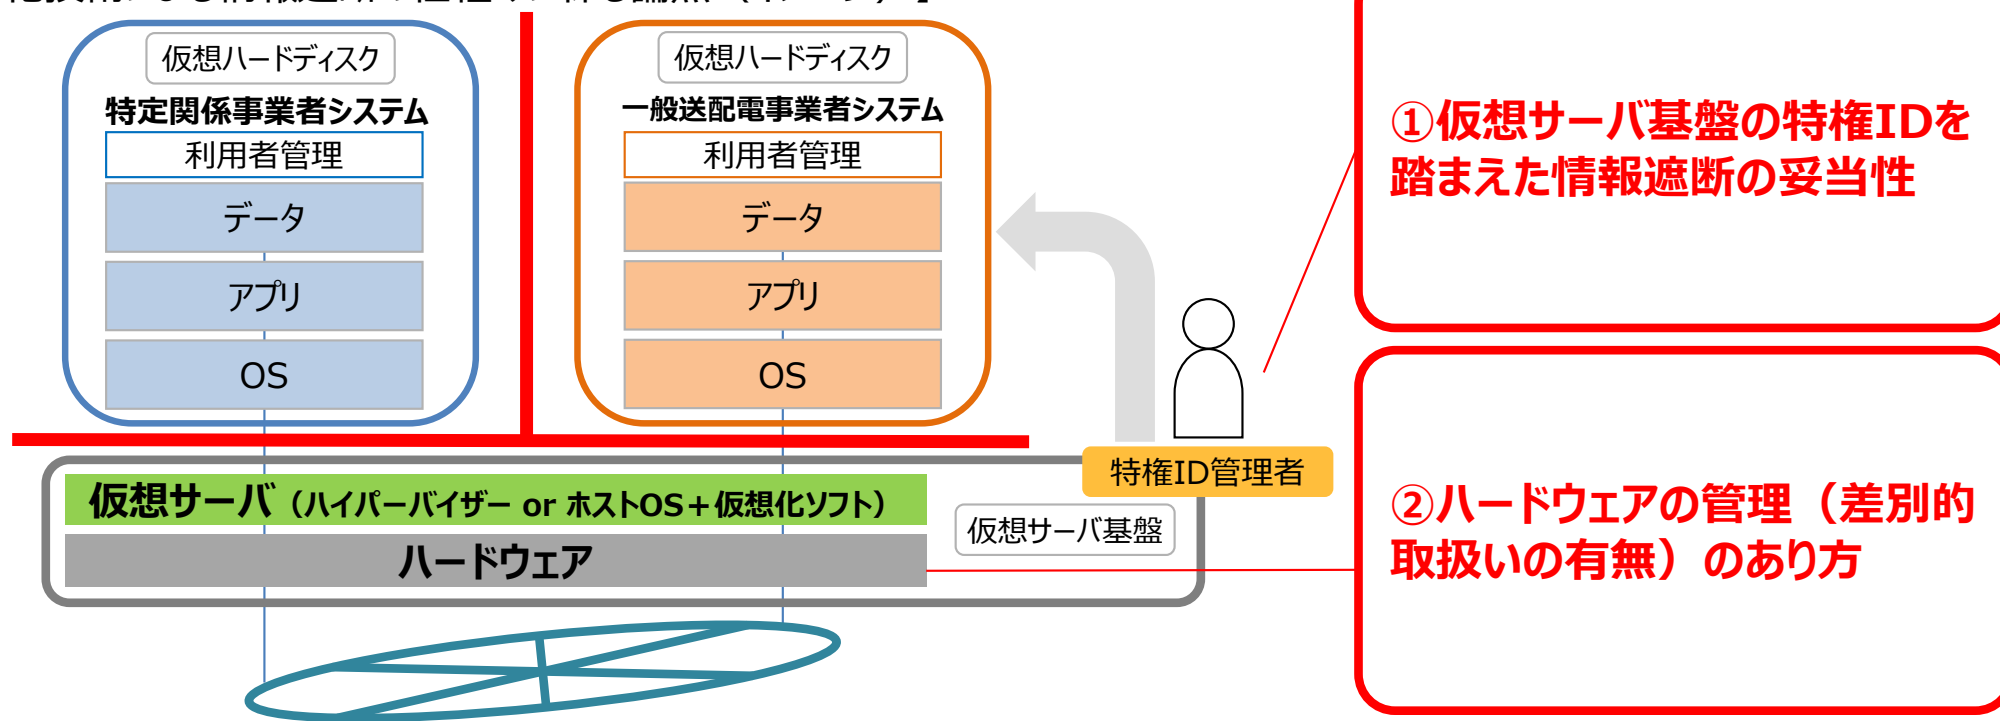 仮想ハードディスク
特定関係事業者システム
利用者管理
データ
アプリ
OS
仮想ハードディスク
一般送配電事業者システム
利用者管理
データ
アプリ
OS
特権ID管理者
仮想サーバ（ハイパーバイザー or ホストOS＋仮想化ソフト）
ハードウェア
仮想サーバ基盤
①仮想サーバ基盤の特権IDを
踏まえた情報遮断の妥当性
②ハードウェアの管理（差別的
取扱いの有無）のあり方